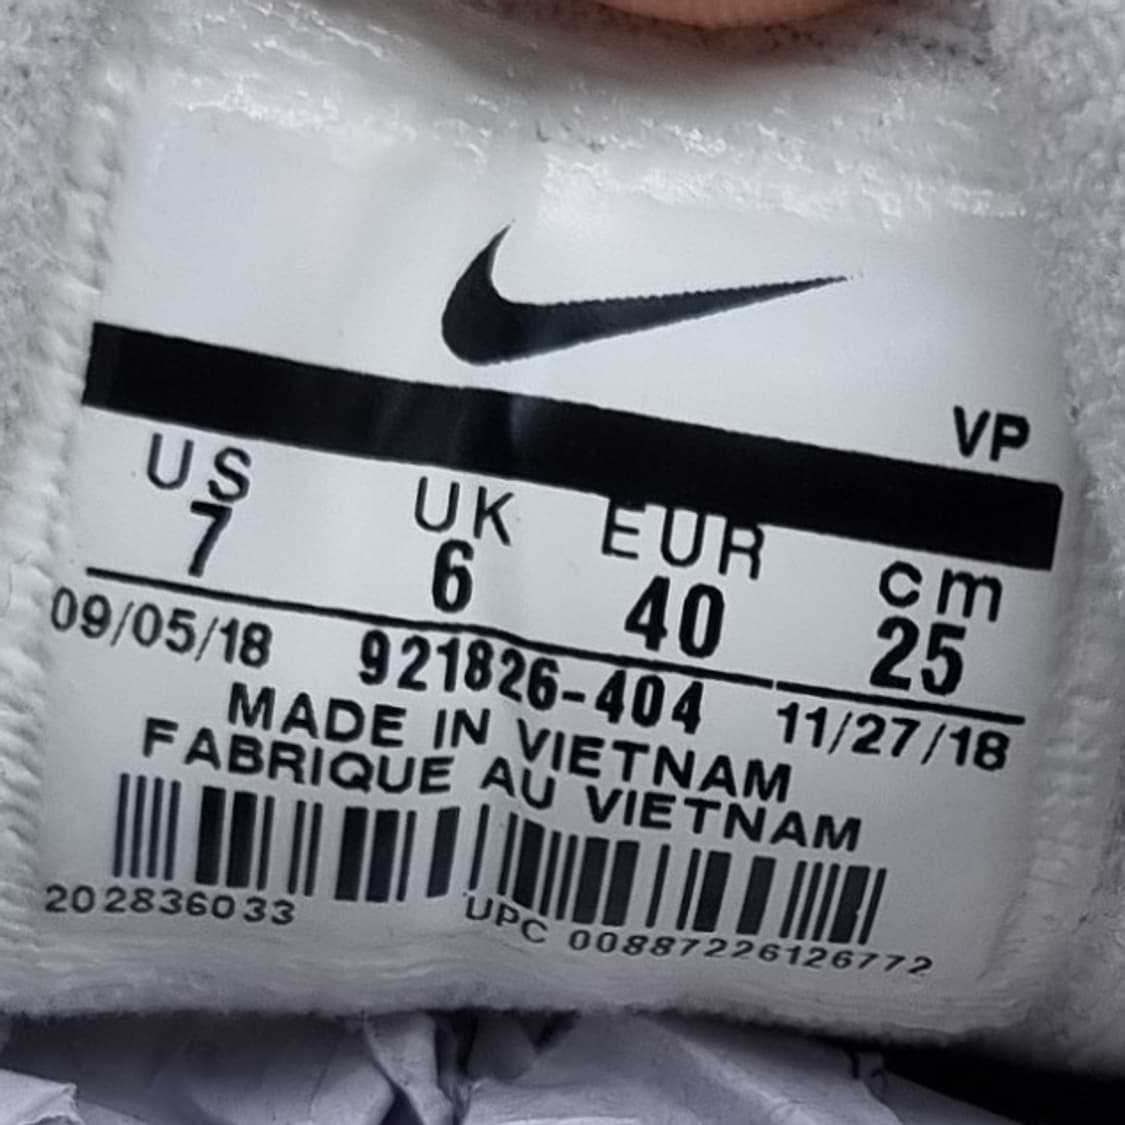 VP
US UK EUR cm
7 6 40 25
09/05/18 921826-404 11/27/18
MADE IN VIETNAM
FABRIQUE AU VIETNAM
202836033 UPC 00887226126772